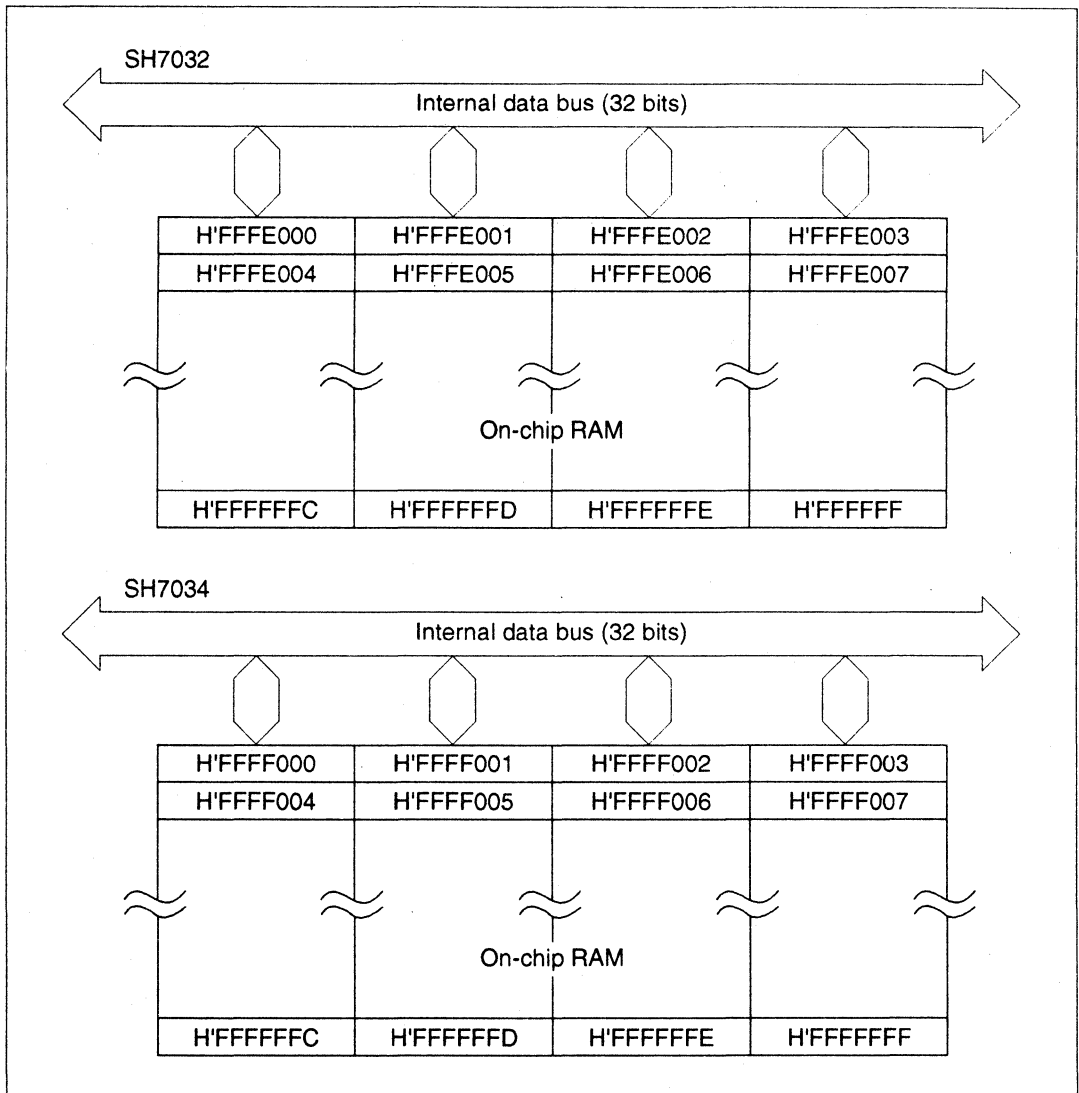 SH7032
Internal data bus (32 bits)
H'FFFE000 H'FFFE001 H'FFFE002 H'FFFE003
H'FFFE004 H'FFFE005 H'FFFE006 H'FFFE007
On-chip RAM
H'FFFFFFC H'FFFFFFD H'FFFFFFE H'FFFFFF
SH7034
Internal data bus (32 bits)
H'FFFF000 H'FFFF001 H'FFFF002 H'FFFF003
H'FFFF004 H'FFFF005 H'FFFF006 H'FFFF007
On-chip RAM
H'FFFFFFC H'FFFFFFD H'FFFFFFE H'FFFFFFF